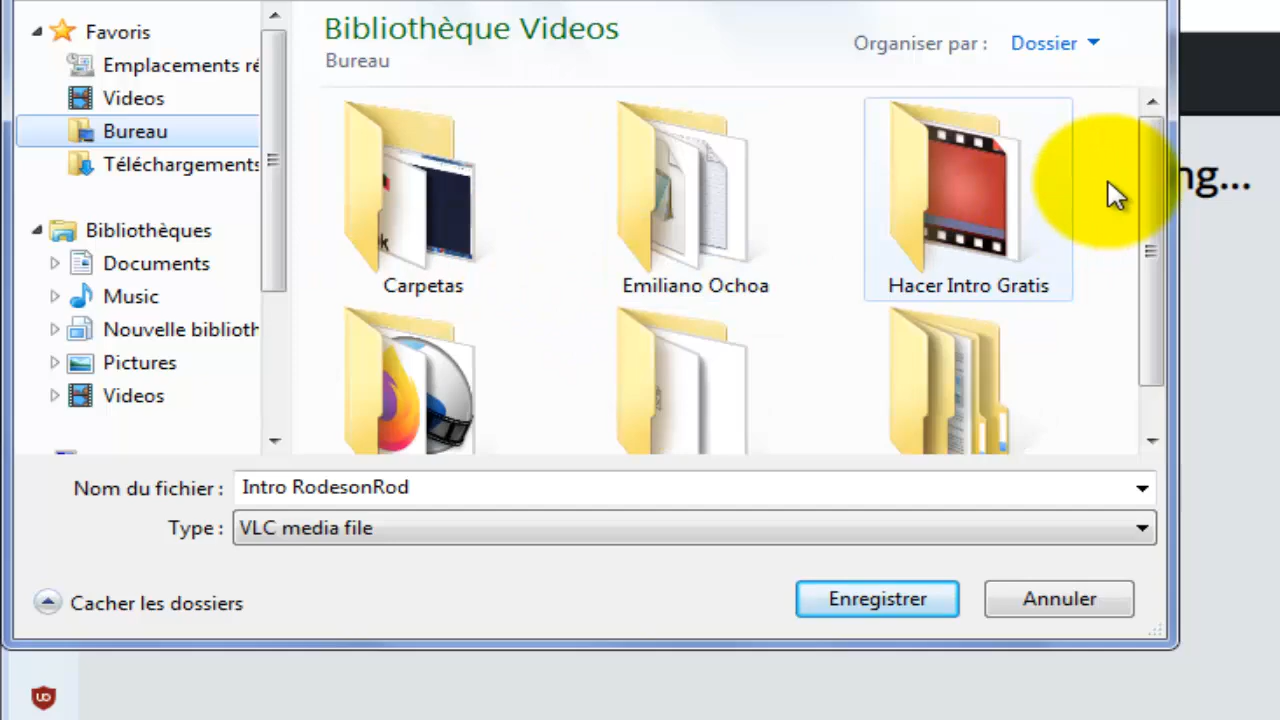 Favoris
Emplacements ré
Videos
Bureau
Téléchargements
Bibliothèques
Documents
Music
Nouvelle biblioth
Pictures
Videos
Bibliothèque Videos
Bureau
Organiser par :
Dossier
Carpetas
Emiliano Ochoa
Hacer Intro Gratis
ng...
Nom du fichier :
Intro RodesonRod
Type :
VLC media file
Cacher les dossiers
Enregistrer
Annuler